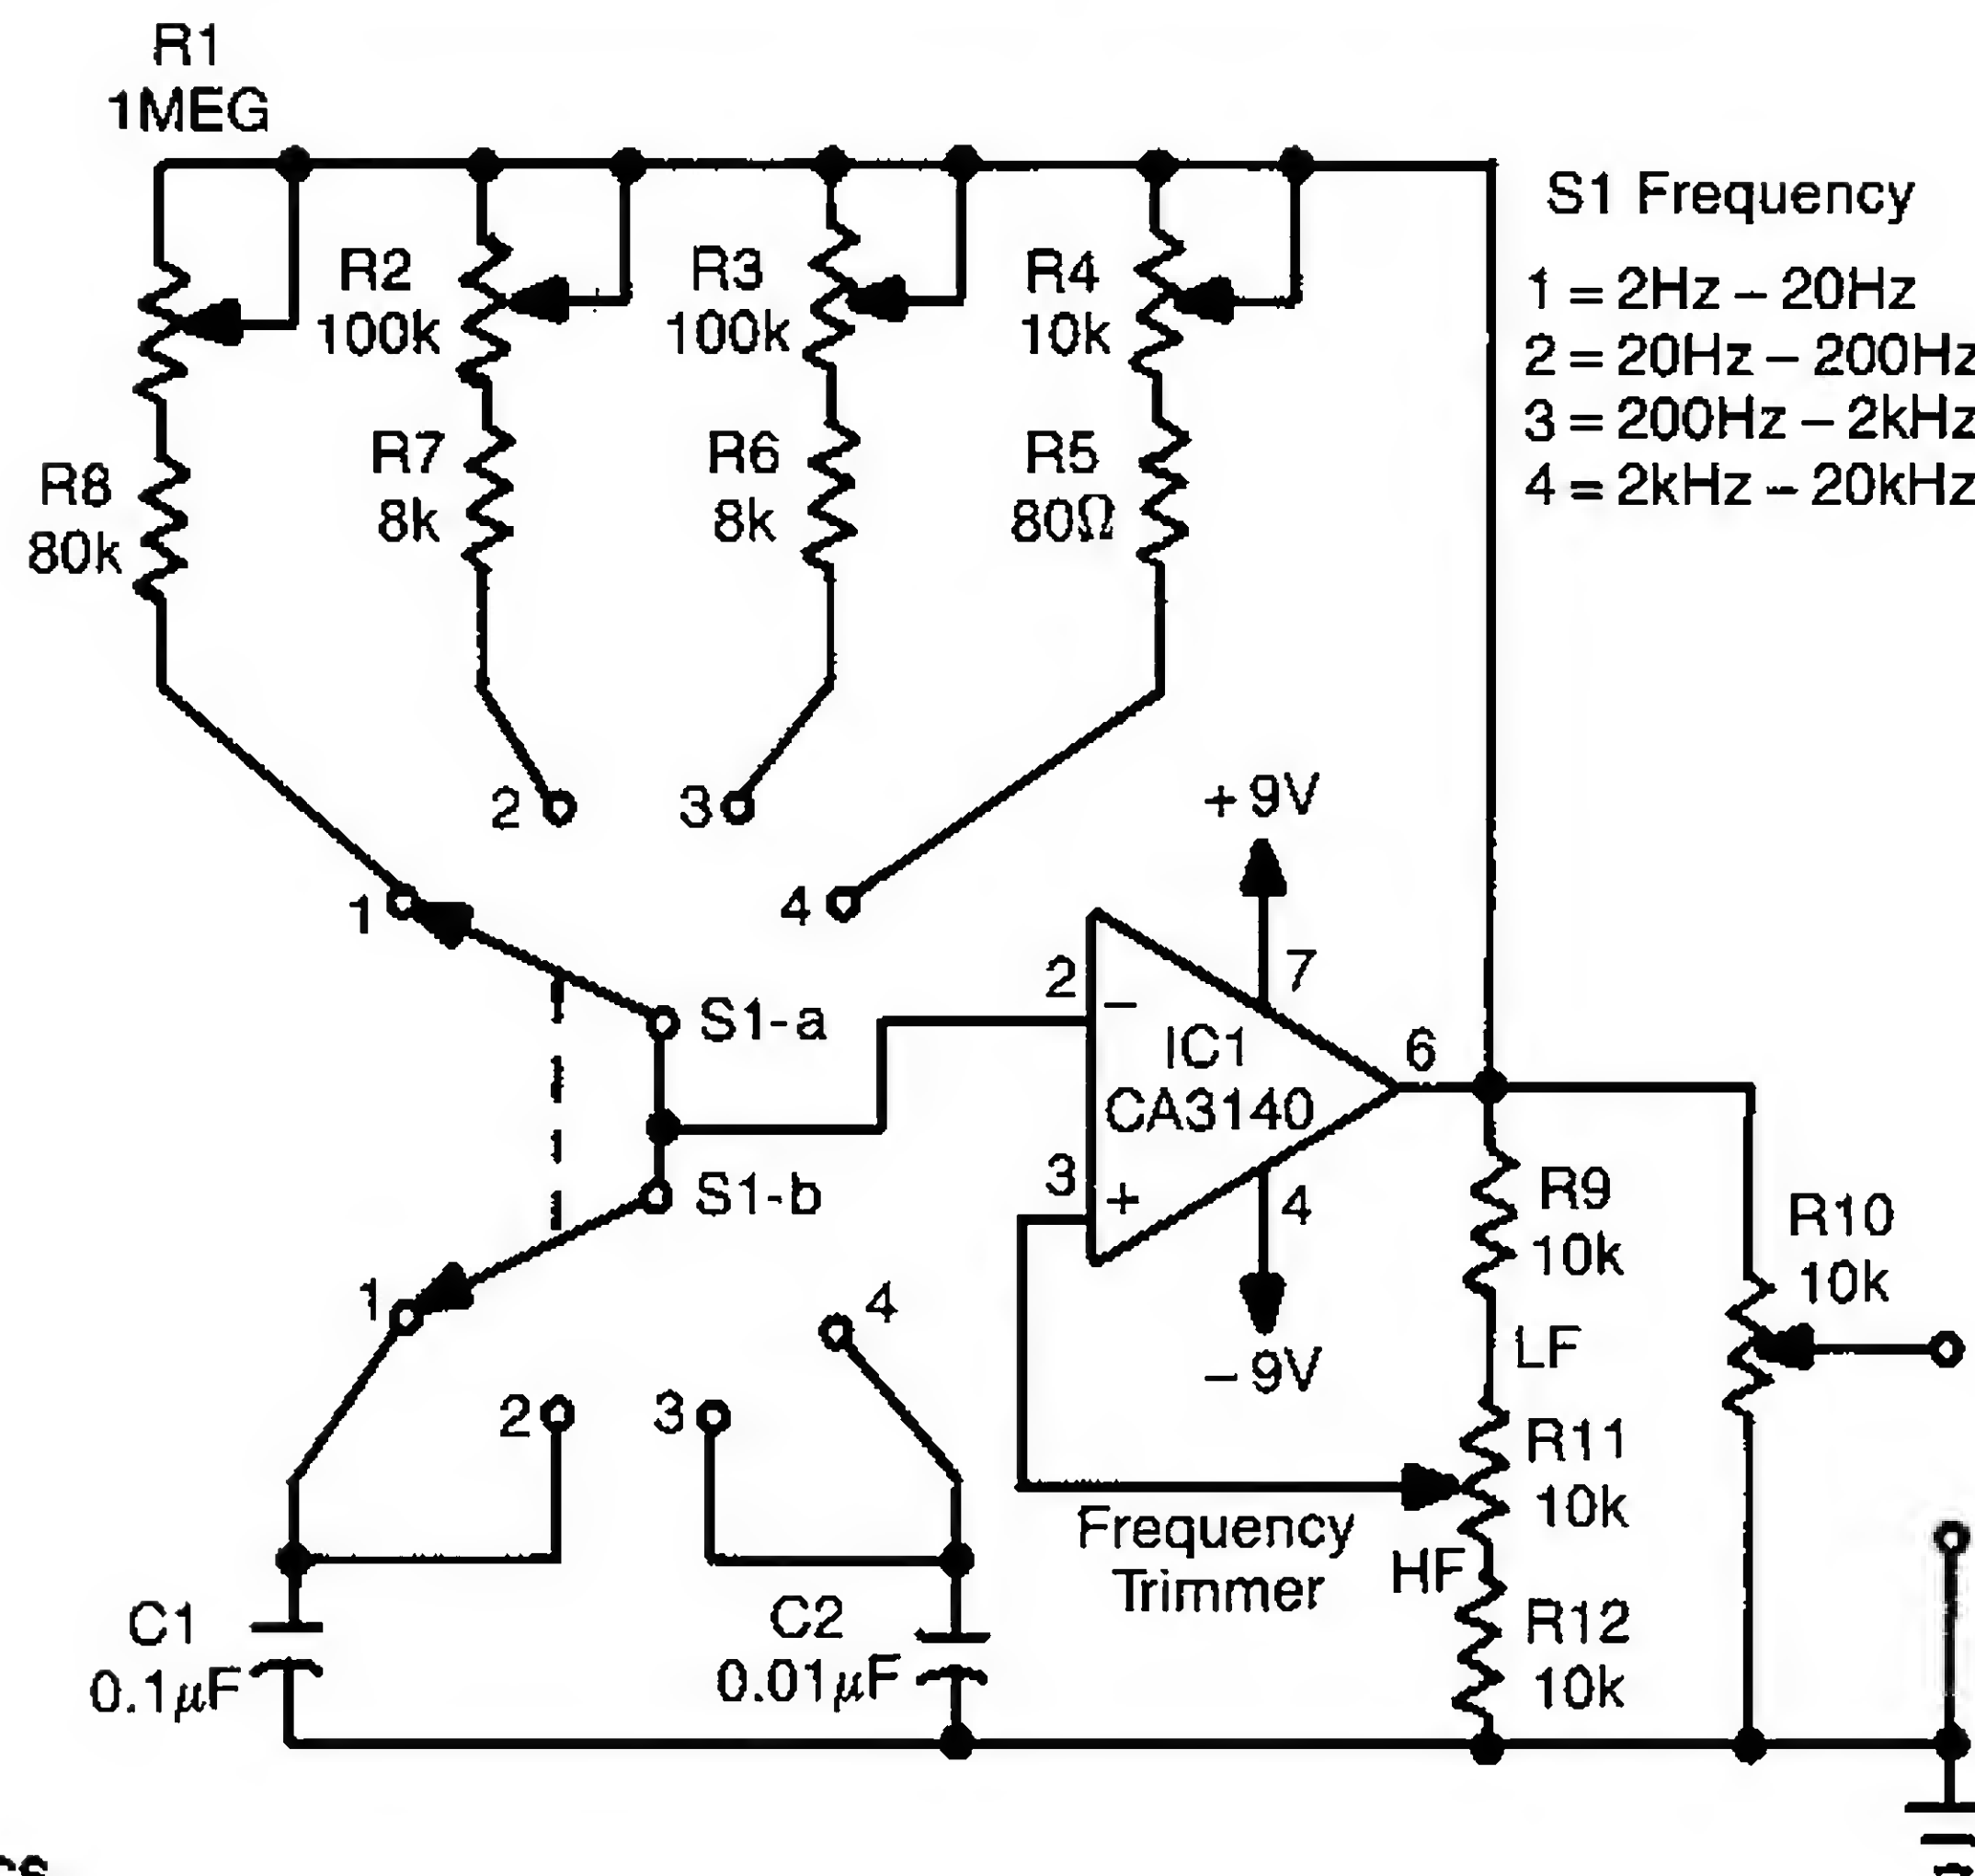 R1
1MEG
R2
100k
R3
100k
R4
10k
S1 Frequency
1 = 2Hz – 20Hz
2 = 20Hz – 200Hz
3 = 200Hz – 2kHz
4 = 2kHz – 20kHz
R8
80k
R7
8k
R6
8k
R5
80Ω
2
3
1
4
+9V
7
S1-a
2
–
IC1
CA3140
6
3
+
4
–9V
S1-b
R9
10k
R10
10k
LF
1
4
2
3
R11
10k
Frequency
Trimmer
HF
C1
0.1μF
C2
0.01μF
R12
10k